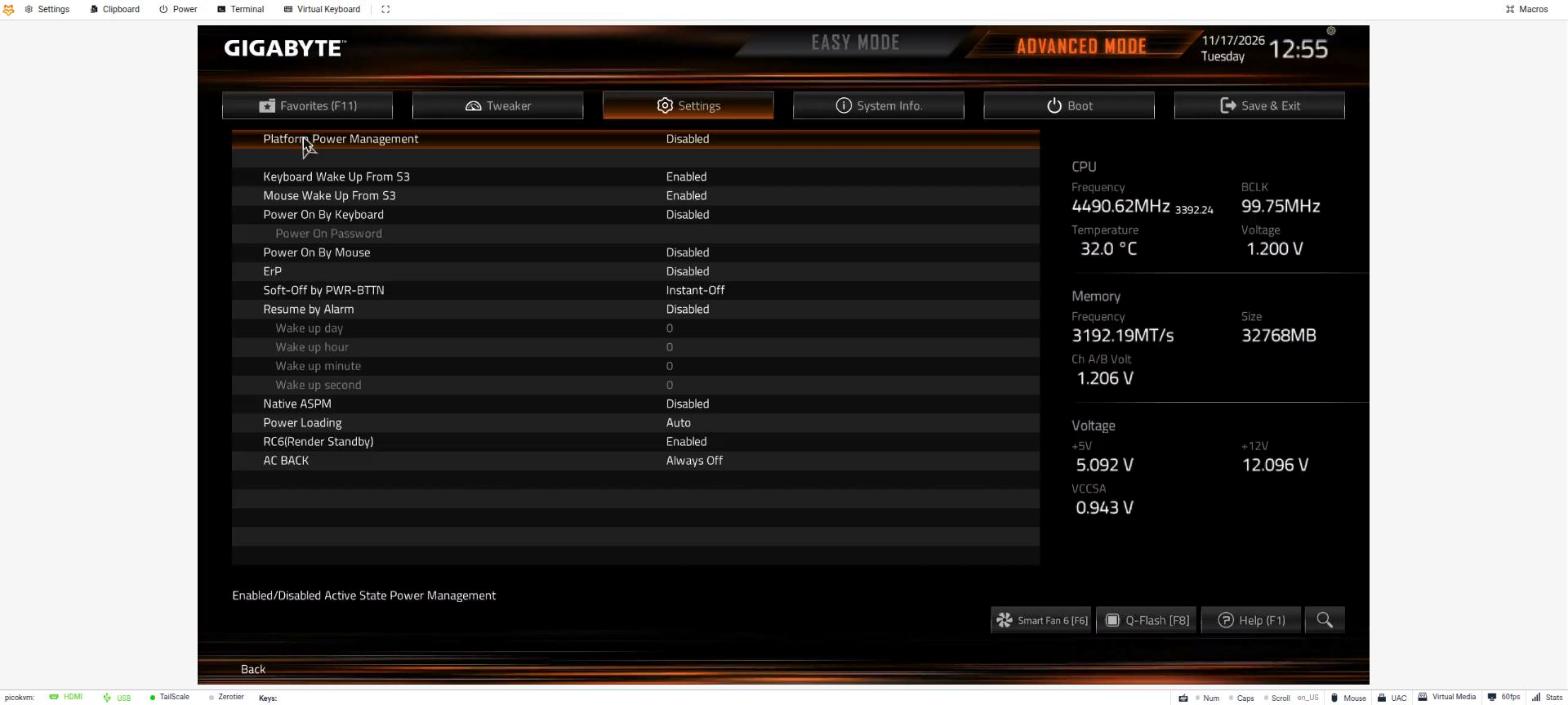 Settings Clipboard Power Terminal Virtual Keyboard Macros
GIGABYTE™ EASY MODE ADVANCED MODE 11/17/2026 Tuesday 12:55
Favorites (F11) Tweaker Settings System Info. Boot Save & Exit
Platform Power Management Disabled
Keyboard Wake Up From S3 Enabled
Mouse Wake Up From S3 Enabled
Power On By Keyboard Disabled
Power On Password
Power On By Mouse Disabled
ErP Disabled
Soft-Off by PWR-BTTN Instant-Off
Resume by Alarm Disabled
Wake up day 0
Wake up hour 0
Wake up minute 0
Wake up second 0
Native ASPM Disabled
Power Loading Auto
RC6(Render Standby) Enabled
AC BACK Always Off
CPU
Frequency BCLK
4490.62MHz 3392.24 99.75MHz
Temperature Voltage
32.0 °C 1.200 V
Memory
Frequency Size
3192.19MT/s 32768MB
Ch A/B Volt
1.206 V
Voltage
+5V +12V
5.092 V 12.096 V
VCCSA
0.943 V
Enabled/Disabled Active State Power Management
Smart Fan 6 [F6] Q-Flash [F8] Help (F1)
Back
picokvm: HDMI USB TailScale Zerotier Keys: Num Caps Scroll en_US Mouse UAC Virtual Media 60fps Stats